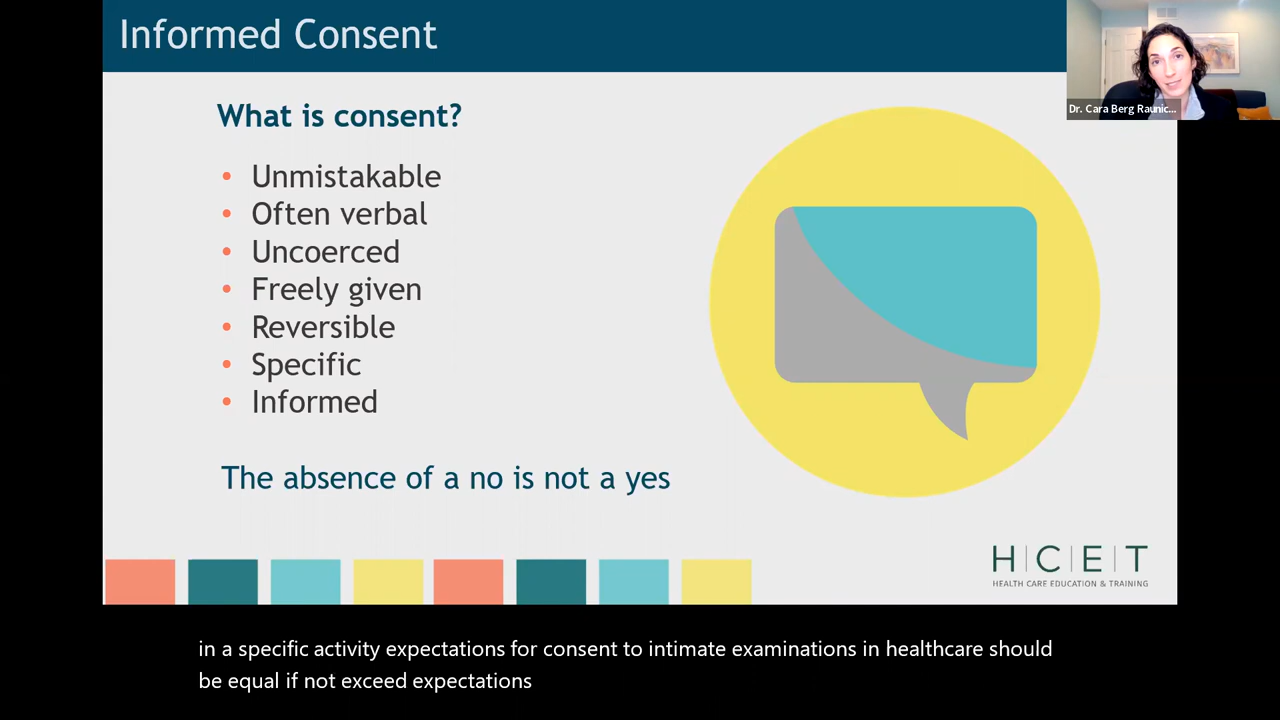 Informed Consent
Dr. Cara Berg Raunic...
What is consent?
• Unmistakable
• Often verbal
• Uncoerced
• Freely given
• Reversible
• Specific
• Informed
The absence of a no is not a yes
H|C|E|T
HEALTH CARE EDUCATION & TRAINING
in a specific activity expectations for consent to intimate examinations in healthcare should
be equal if not exceed expectations